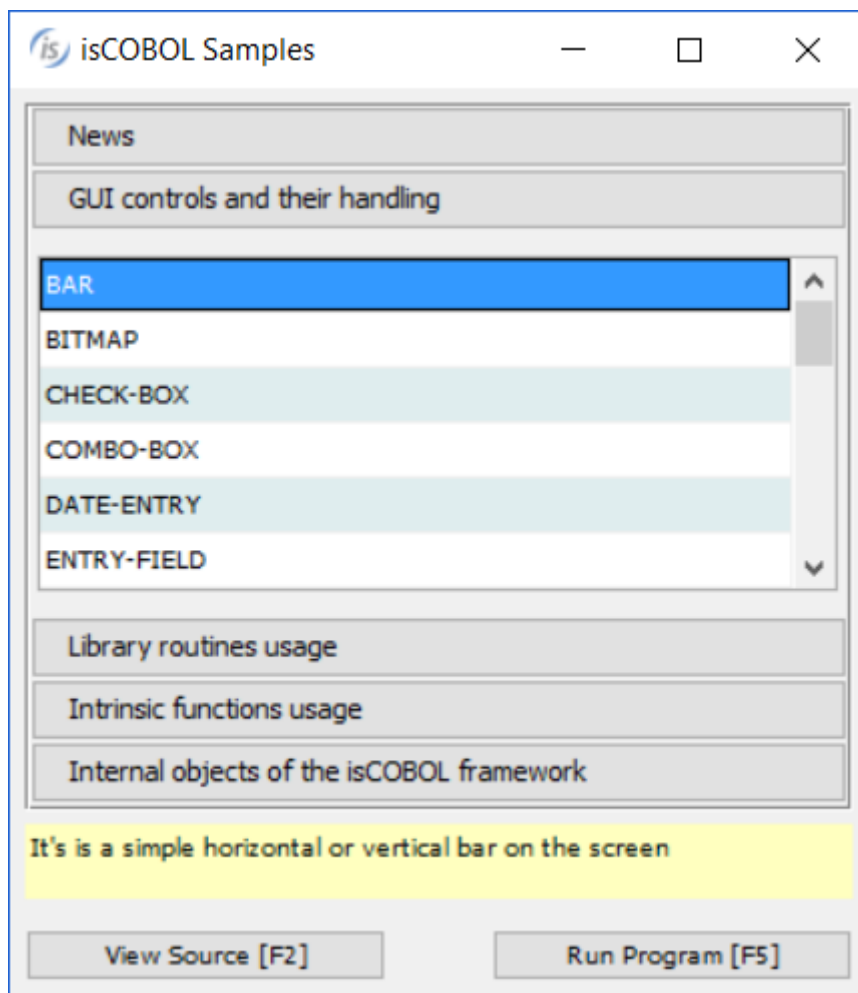 is isCOBOL Samples
News
GUI controls and their handling
BAR
BITMAP
CHECK-BOX
COMBO-BOX
DATE-ENTRY
ENTRY-FIELD
Library routines usage
Intrinsic functions usage
Internal objects of the isCOBOL framework
It's is a simple horizontal or vertical bar on the screen
View Source [F2] Run Program [F5]